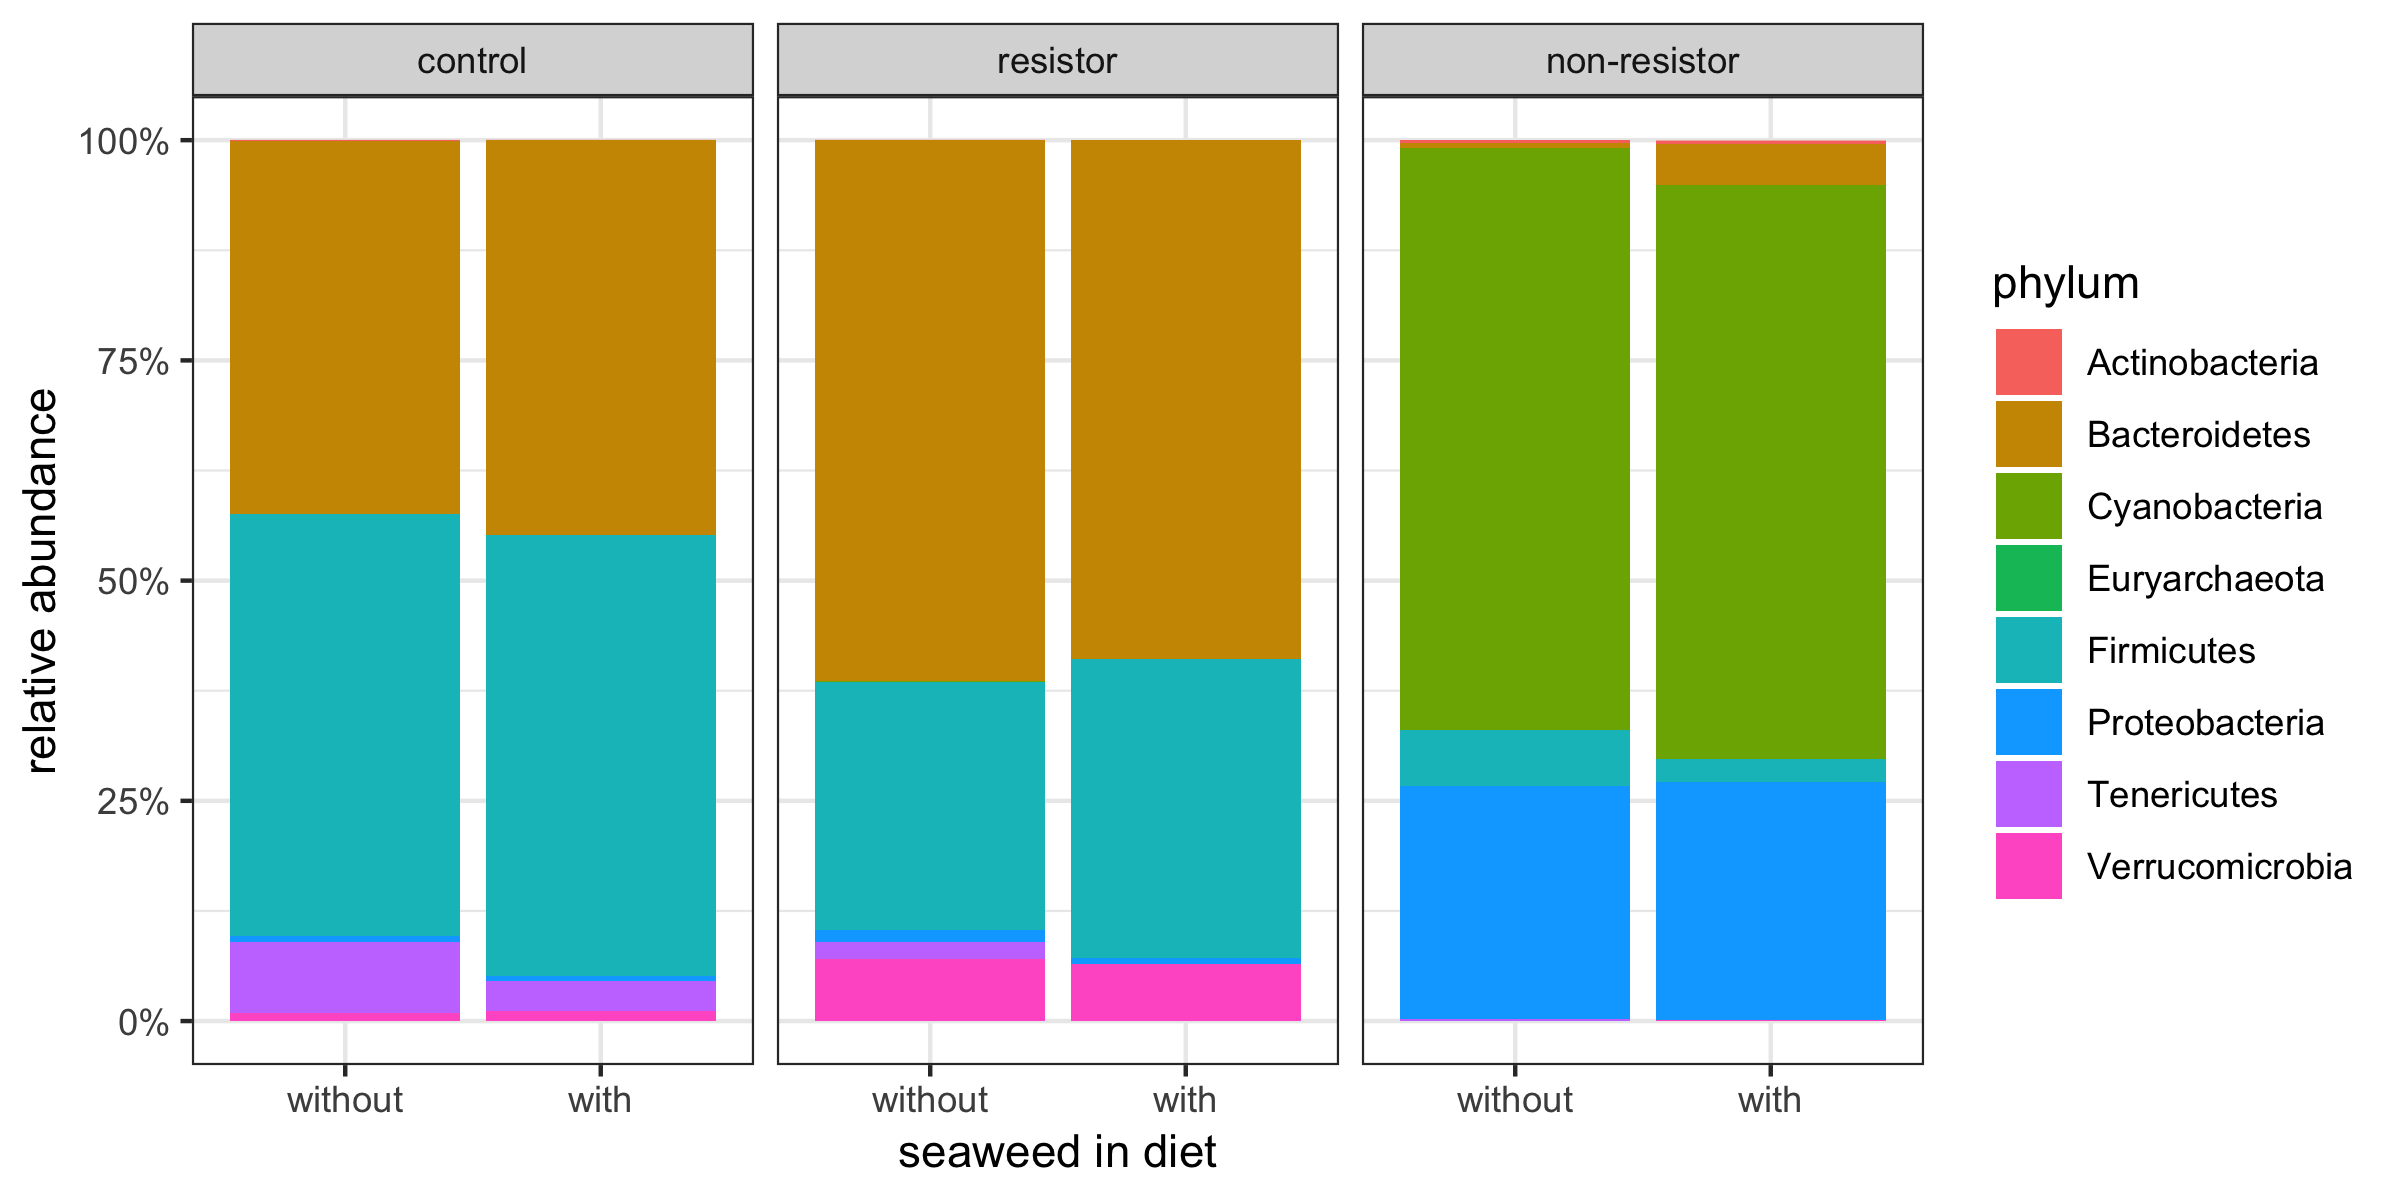 control
resistor
non-resistor
100%
75%
50%
25%
0%
relative abundance
without
with
without
with
without
with
seaweed in diet
phylum
Actinobacteria
Bacteroidetes
Cyanobacteria
Euryarchaeota
Firmicutes
Proteobacteria
Tenericutes
Verrucomicrobia